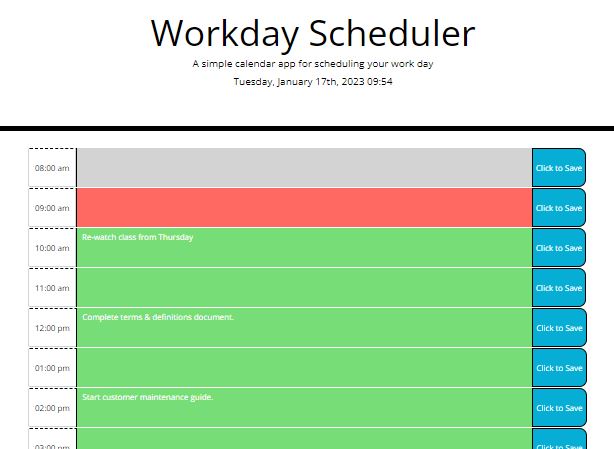 Workday Scheduler
A simple calendar app for scheduling your work day
Tuesday, January 17th, 2023 09:54
08:00 am Click to Save
09:00 am Click to Save
10:00 am Re-watch class from Thursday Click to Save
11:00 am Click to Save
12:00 pm Complete terms & definitions document. Click to Save
01:00 pm Click to Save
02:00 pm Start customer maintenance guide. Click to Save
03:00 pm Click to Save